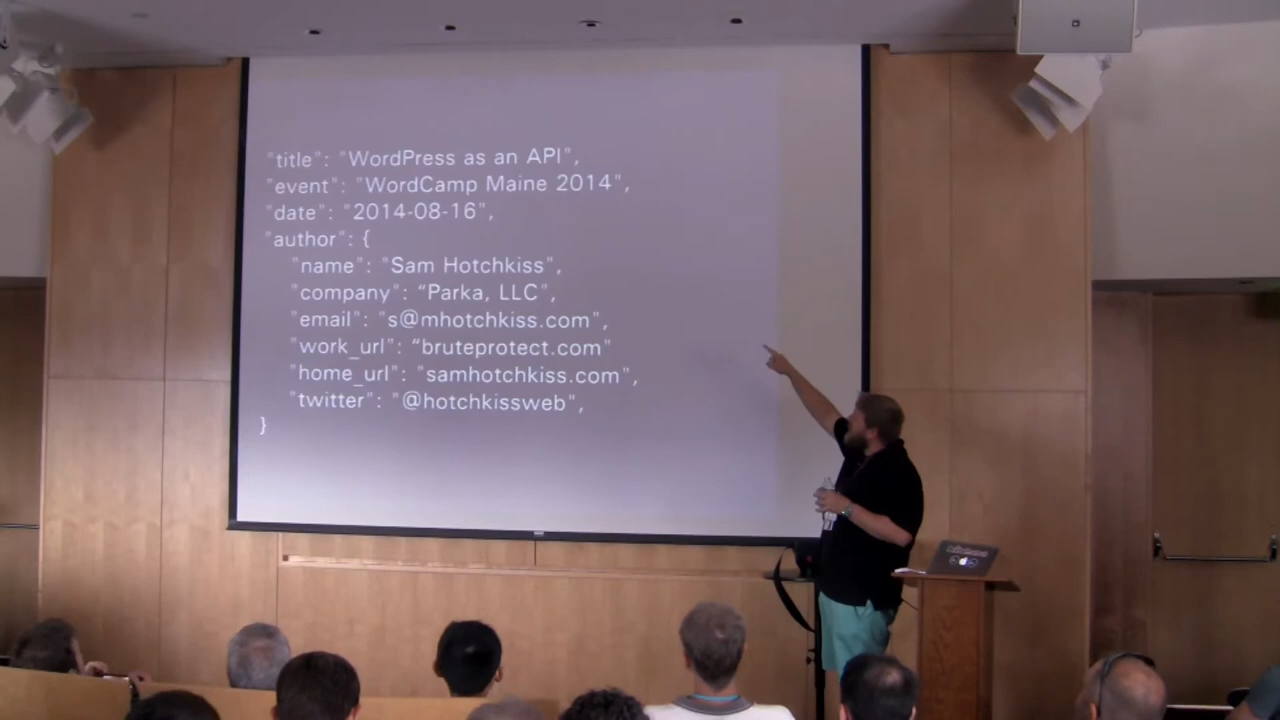 "title": "WordPress as an API",
"event": "WordCamp Maine 2014",
"date": "2014-08-16",
"author": {
"name": "Sam Hotchkiss",
"company": “Parka, LLC",
"email": "s@mhotchkiss.com",
"work_url": “bruteprotect.com"
"home_url": "samhotchkiss.com",
"twitter": "@hotchkissweb",
}